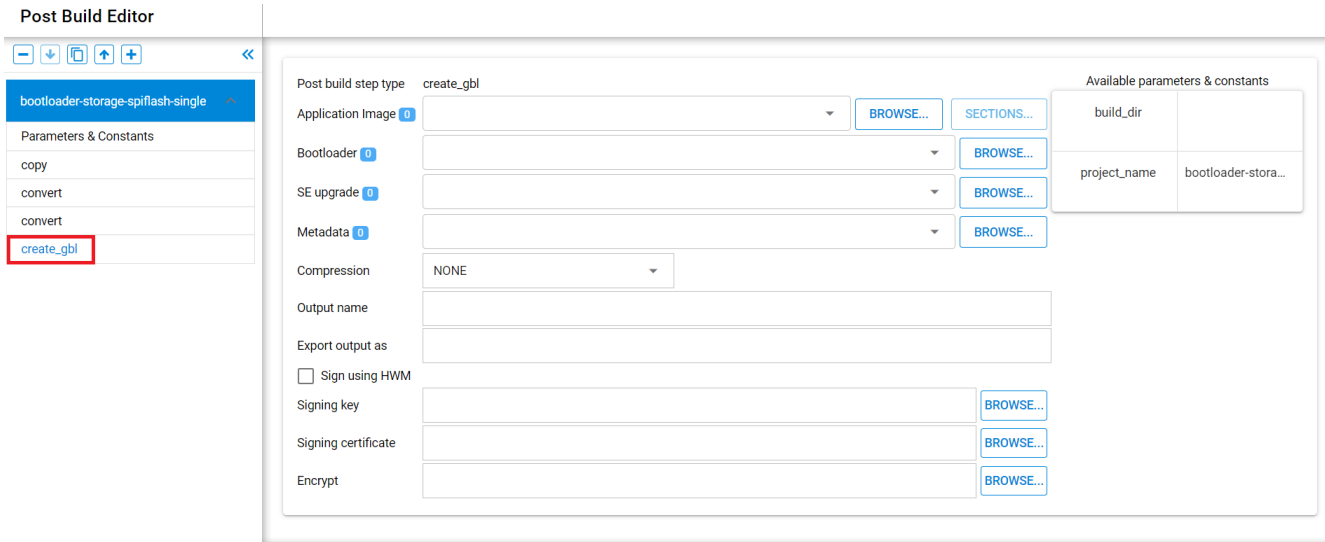 Post Build Editor
bootloader-storage-spiflash-single
Parameters & Constants
copy
convert
convert
create_gbl
Post build step type create_gbl
Application Image 0 BROWSE... SECTIONS...
Bootloader 0 BROWSE...
SE upgrade 0 BROWSE...
Metadata 0 BROWSE...
Compression NONE
Output name
Export output as
Sign using HWM
Signing key BROWSE...
Signing certificate BROWSE...
Encrypt BROWSE...
Available parameters & constants
build_dir
project_name bootloader-stora...